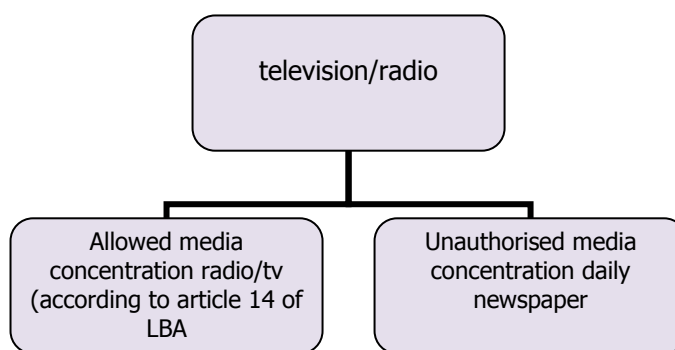 television/radio
Allowed media
concentration radio/tv
(according to article 14 of
LBA
Unauthorised media
concentration daily
newspaper